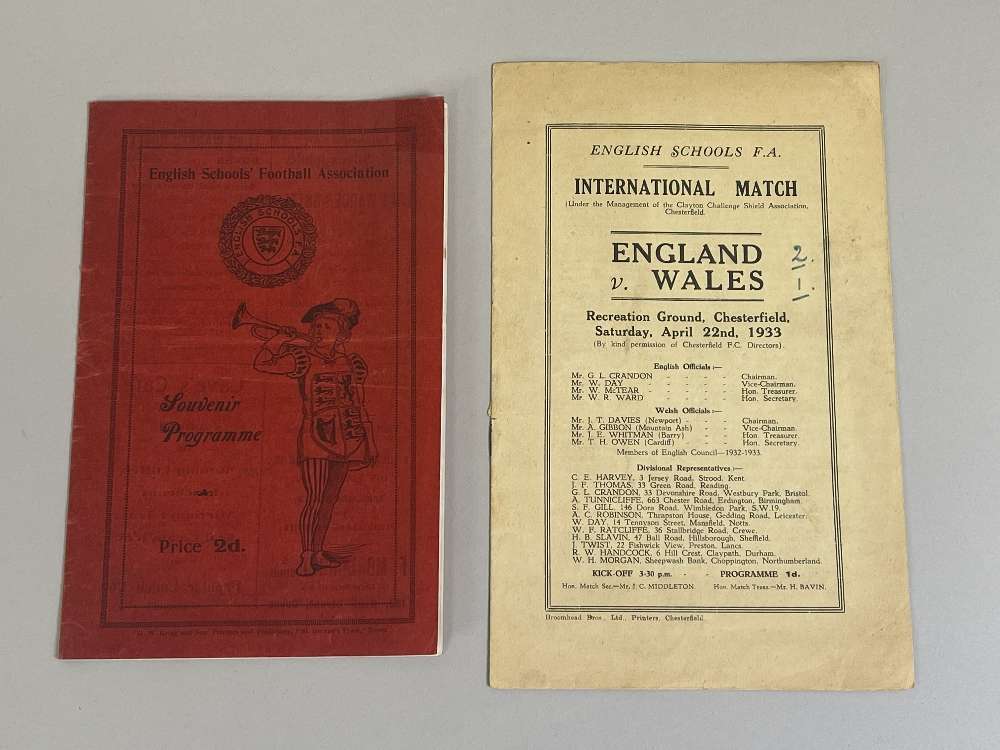 English Schools' Football Association
ENGLISH SCHOOLS F.A.
Souvenir
Programme
Price 2d.
ENGLISH SCHOOLS F.A.
INTERNATIONAL MATCH
(Under the Management of the Clayton Challenge Shield Association,
Chesterfield.
ENGLAND 2.
v. WALES 1.
Recreation Ground, Chesterfield,
Saturday, April 22nd, 1933
(By kind permission of Chesterfield F.C. Directors).
English Officials :—
Mr. G. L. CRANDON - - - - Chairman.
Mr. W. DAY - - - - Vice-Chairman.
Mr. W. McTEAR - - - - Hon. Treasurer.
Mr. W. R. WARD - - - - Hon. Secretary.
Welsh Officials :—
Mr. J. T. DAVIES (Newport) - - - Chairman.
Mr. A. GIBBON (Mountain Ash) - - Vice-Chairman.
Mr. J. E. WHITMAN (Barry) - - Hon. Treasurer.
Mr. T. H. OWEN (Cardiff) - - - Hon. Secretary.
Members of English Council—1932-1933.
Divisional Representatives :—
C. E. HARVEY, 3 Jersey Road, Strood, Kent.
J. F. THOMAS, 33 Green Road, Reading.
G. L. CRANDON, 33 Devonshire Road, Westbury Park, Bristol.
A. TUNNICLIFFE, 663 Chester Road, Erdington, Birmingham.
S. F. GILL, 146 Dora Road, Wimbledon Park, S.W.19.
A. C. ROBINSON, Thrapston House, Gedding Road, Leicester.
W. DAY, 14 Tennyson Street, Mansfield, Notts.
W. F. RATCLIFFE, 36 Stallbridge Road, Crewe.
H. B. SLAVIN, 47 Ball Road, Hillsborough, Sheffield.
J. TWIST, 22 Fishwick View, Preston, Lancs.
R. W. HANDCOCK, 6 Hill Crest, Claypath, Durham.
W. H. MORGAN, Sheepwash Bank, Choppington, Northumberland.
KICK-OFF 3-30 p.m. - - PROGRAMME 1d.
Hon. Match Sec.—Mr. J. C. MIDDLETON. Hon. Match Treas.—Mr. H. BAVIN.
Broomhead Bros., Ltd., Printers, Chesterfield.